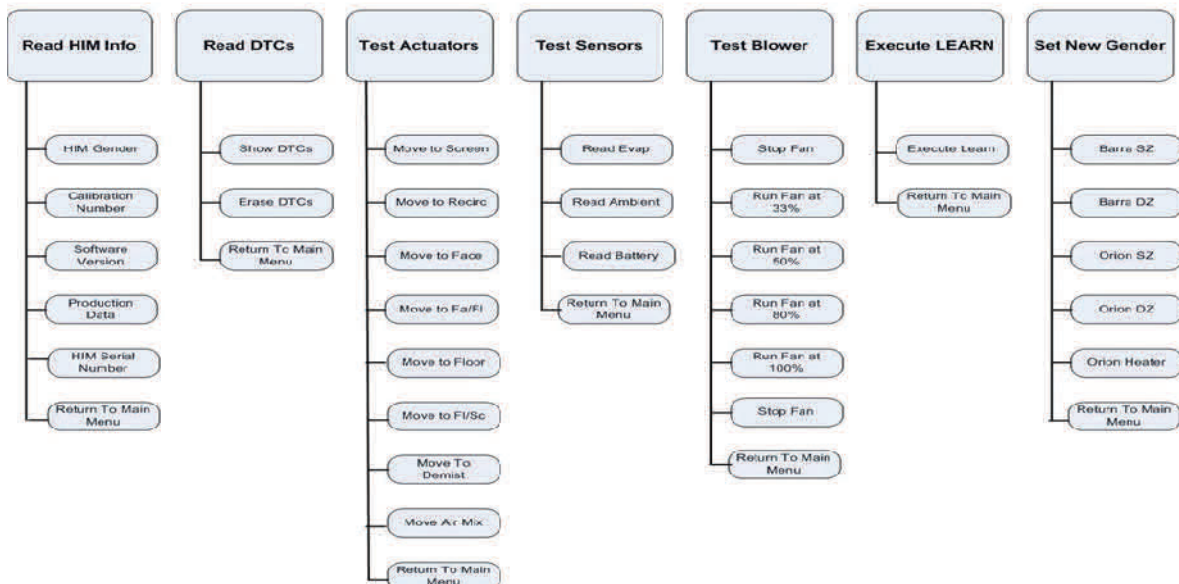 Read HIM Info
HIM Gender
Calibration
Number
Software
Version
Production
Data
HIM Serial
Number
Return To Main
Menu
Read DTCs
Show DTCs
Erase DTCs
Return To Main
Menu
Test Actuators
Move to Screen
Move to Recirc
Move to Face
Move to Fa/Fl
Move to Floor
Move to Fl/Sc
Move To
Demist
Move Air Mix
Return To Main
Menu
Test Sensors
Read Evap
Read Ambient
Read Battery
Return To Main
Menu
Test Blower
Stop Fan
Run Fan at
33%
Run Fan at
50%
Run Fan at
80%
Run Fan at
100%
Stop Fan
Return To Main
Menu
Execute LEARN
Execute Learn
Return To Main
Menu
Set New Gender
Barra SZ
Barra DZ
Orion SZ
Orion DZ
Orion Heater
Return To Main
Menu